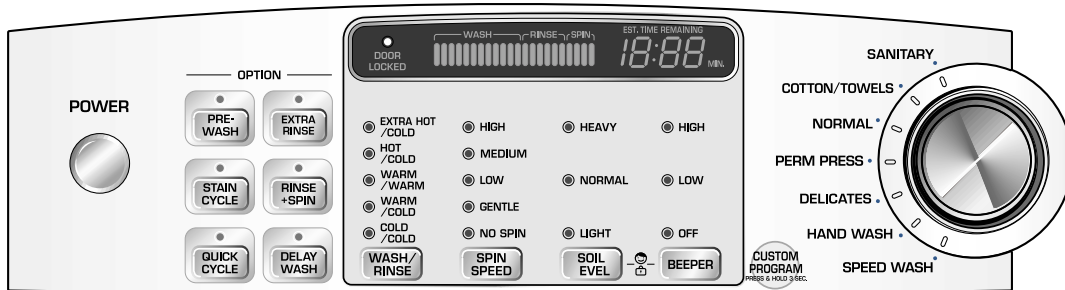 POWER
OPTION
PRE-
WASH
EXTRA
RINSE
STAIN
CYCLE
RINSE
+SPIN
QUICK
CYCLE
DELAY
WASH
DOOR
LOCKED
WASH
RINSE
SPIN
EST. TIME REMAINING
18:88 MIN.
EXTRA HOT
/COLD
HOT
/COLD
WARM
/WARM
WARM
/COLD
COLD
/COLD
WASH/
RINSE
HIGH
MEDIUM
LOW
GENTLE
NO SPIN
SPIN
SPEED
HEAVY
NORMAL
LIGHT
SOIL
EVEL
HIGH
LOW
OFF
BEEPER
CUSTOM
PROGRAM
PRESS & HOLD 3 SEC.
SANITARY
COTTON/TOWELS
NORMAL
PERM PRESS
DELICATES
HAND WASH
SPEED WASH